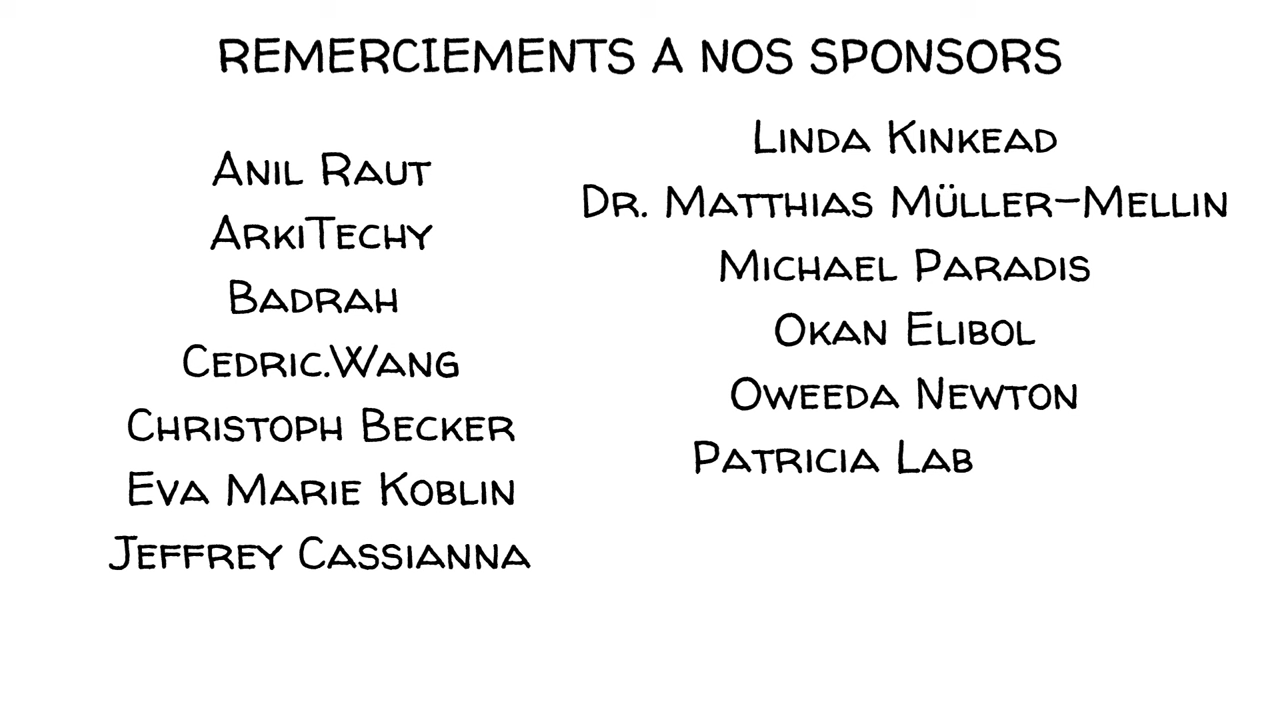 REMERCIEMENTS A NOS SPONSORS
Anil Raut
ArkiTechy
Badrah
Cedric.Wang
Christoph Becker
Eva Marie Koblin
Jeffrey Cassianna
Linda Kinkead
Dr. Matthias Müller-Mellin
Michael Paradis
Okan Elibol
Oweeda Newton
Patricia Lab